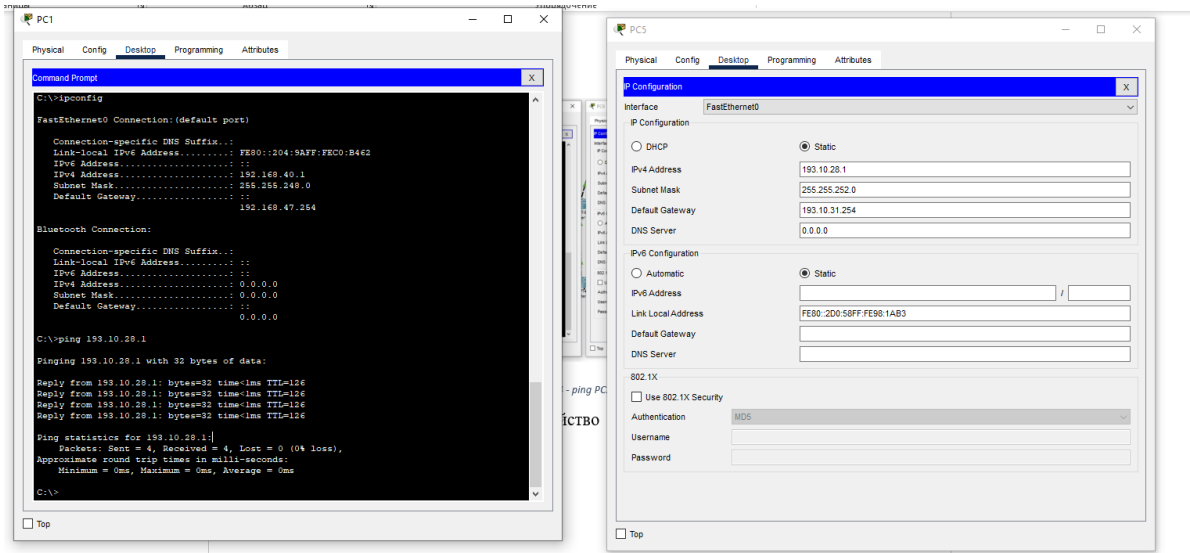 PC1
Physical Config Desktop Programming Attributes
Command Prompt X
C:\>ipconfig
FastEthernet0 Connection:(default port)
Connection-specific DNS Suffix..:
Link-local IPv6 Address.........: FE80::204:9AFF:FEC0:B462
IPv6 Address....................: ::
IPv4 Address....................: 192.168.40.1
Subnet Mask.....................: 255.255.248.0
Default Gateway.................: ::
192.168.47.254
Bluetooth Connection:
Connection-specific DNS Suffix..:
Link-local IPv6 Address.........: ::
IPv6 Address....................: ::
IPv4 Address....................: 0.0.0.0
Subnet Mask.....................: 0.0.0.0
Default Gateway.................: ::
0.0.0.0
C:\>ping 193.10.28.1
Pinging 193.10.28.1 with 32 bytes of data:
Reply from 193.10.28.1: bytes=32 time<1ms TTL=126
Reply from 193.10.28.1: bytes=32 time<1ms TTL=126
Reply from 193.10.28.1: bytes=32 time<1ms TTL=126
Reply from 193.10.28.1: bytes=32 time<1ms TTL=126
Ping statistics for 193.10.28.1:
Packets: Sent = 4, Received = 4, Lost = 0 (0% loss),
Approximate round trip times in milli-seconds:
Minimum = 0ms, Maximum = 0ms, Average = 0ms
C:\>
Top
- ping PC
йство
PC5
Physical Config Desktop Programming Attributes
IP Configuration X
Interface FastEthernet0
IP Configuration
DHCP Static
IPv4 Address 193.10.28.1
Subnet Mask 255.255.252.0
Default Gateway 193.10.31.254
DNS Server 0.0.0.0
IPv6 Configuration
Automatic Static
IPv6 Address /
Link Local Address FE80::2D0:58FF:FE98:1AB3
Default Gateway
DNS Server
802.1X
Use 802.1X Security
Authentication MD5
Username
Password
Top